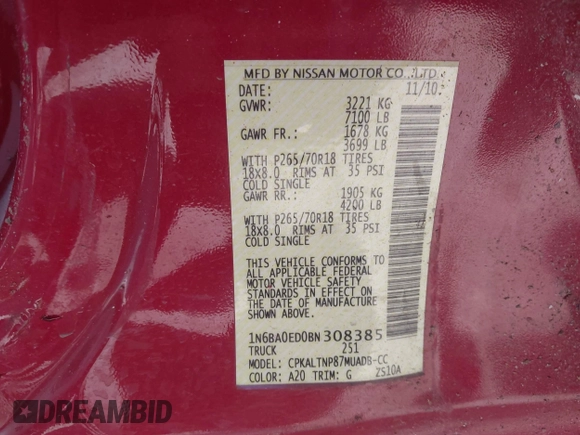 MFD BY NISSAN MOTOR CO.,LTD.
DATE: 11/10
GVWR: 3221 KG
7100 LB
GAWR FR.: 1678 KG
3699 LB
WITH P265/70R18 TIRES
18x8.0 RIMS AT 35 PSI
COLD SINGLE
GAWR RR.: 1905 KG
4200 LB
WITH P265/70R18 TIRES
18x8.0 RIMS AT 35 PSI
COLD SINGLE
THIS VEHICLE CONFORMS TO
ALL APPLICABLE FEDERAL
MOTOR VEHICLE SAFETY
STANDARDS IN EFFECT ON
THE DATE OF MANUFACTURE
SHOWN ABOVE.
1N6BA0ED0BN308385
TRUCK 2S1
MODEL: CPKALTNP87MUADB-CC
COLOR: A20 TRIM: G ZS10A
DREAMBID